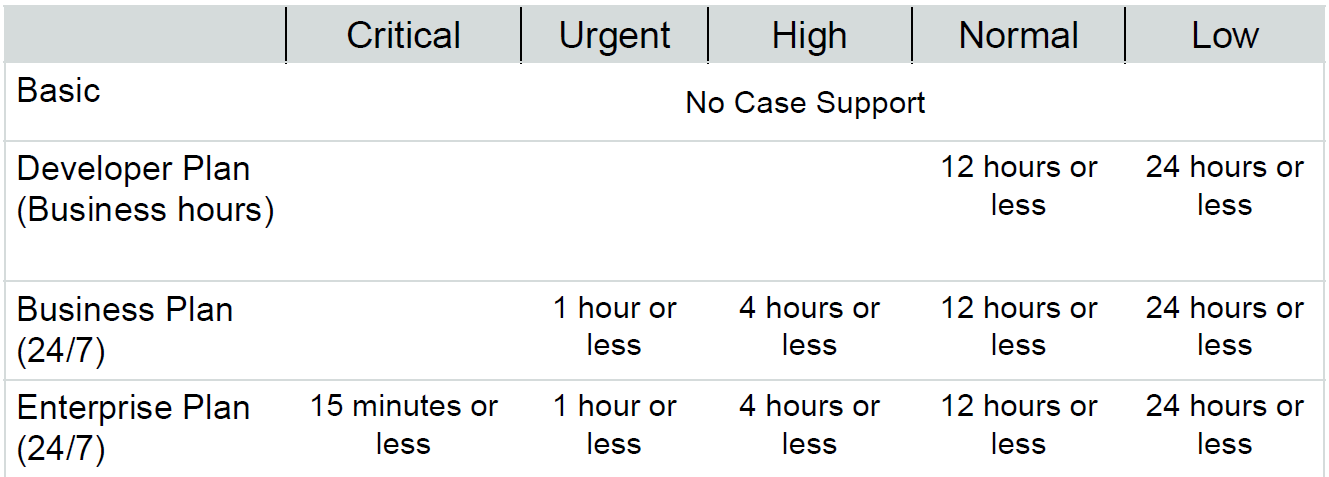 Critical Urgent High Normal Low
Basic
No Case Support
Developer Plan 12 hours or 24 hours or
(Business hours) less less
Business Plan 1 hour or 4 hours or 12 hours or 24 hours or
(24/7) less less less less
Enterprise Plan 15 minutes or 1 hour or 4 hours or 12 hours or 24 hours or
(24/7) less less less less less